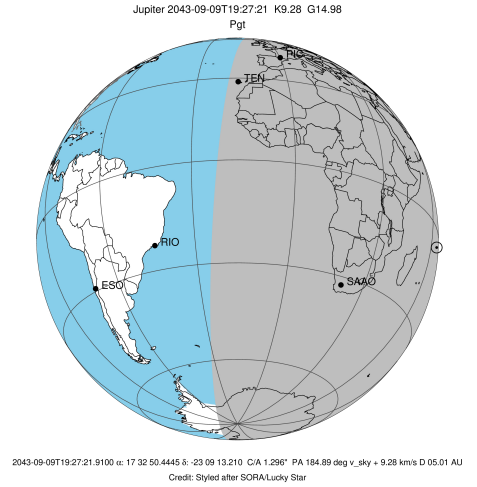 Jupiter 2043-09-09T19:27:21 K9.28 G14.98
Pgt
PIC
TEN
RIO
SAAO
ESO
2043-09-09T19:27:21.9100 α: 17 32 50.4445 δ: -23 09 13.210 C/A 1.296" PA 184.89 deg v_sky + 9.28 km/s D 05.01 AU
Credit: Styled after SORA/Lucky Star